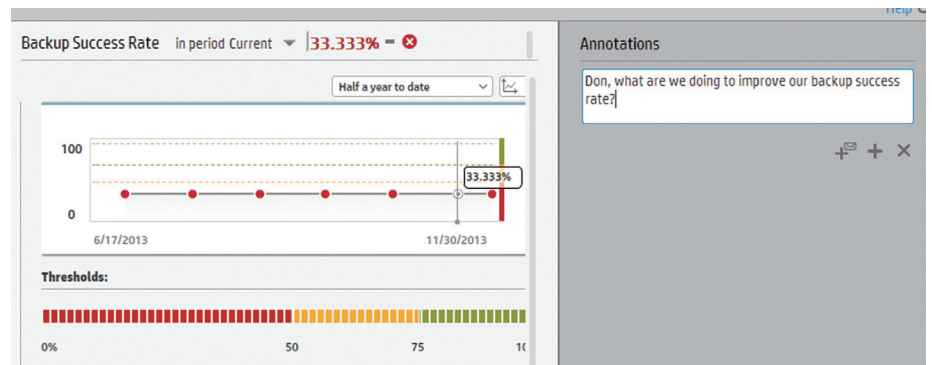 Help
Backup Success Rate in period Current 33.333%
Annotations
Half a year to date
Don, what are we doing to improve our backup success
rate?
100
33.333%
0
6/17/2013 11/30/2013
Thresholds:
0% 50 75